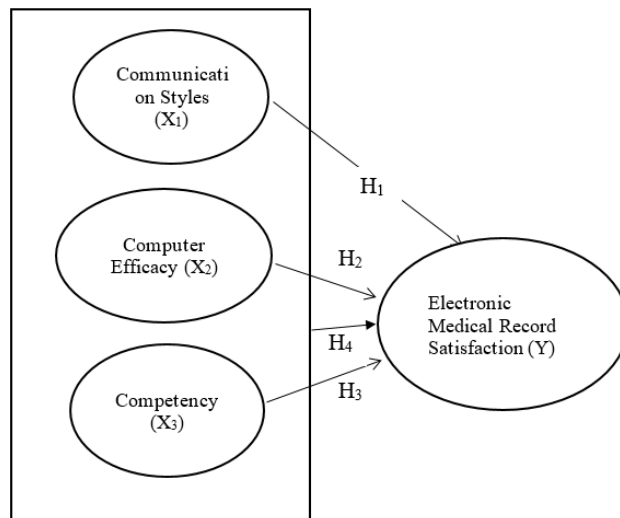 Communicati
on Styles
(X₁)
H₁
Computer
Efficacy (X₂)
H₂
Electronic
Medical Record
Satisfaction (Y)
H₄
Competency
(X₃)
H₃